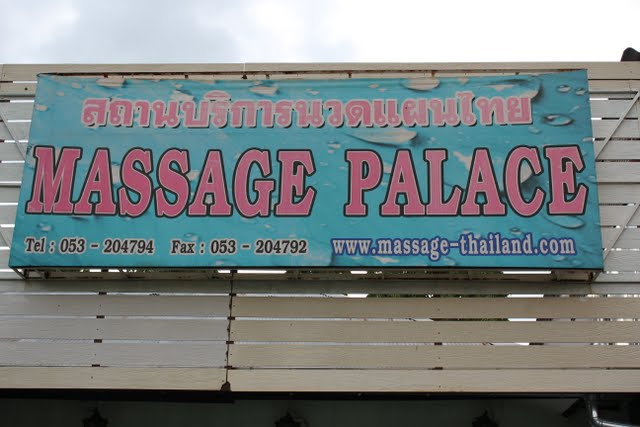 สถานบริการนวดแผนไทย
MASSAGE PALACE
Tel : 053 - 204794 Fax : 053 - 204792 www.massage-thailand.com